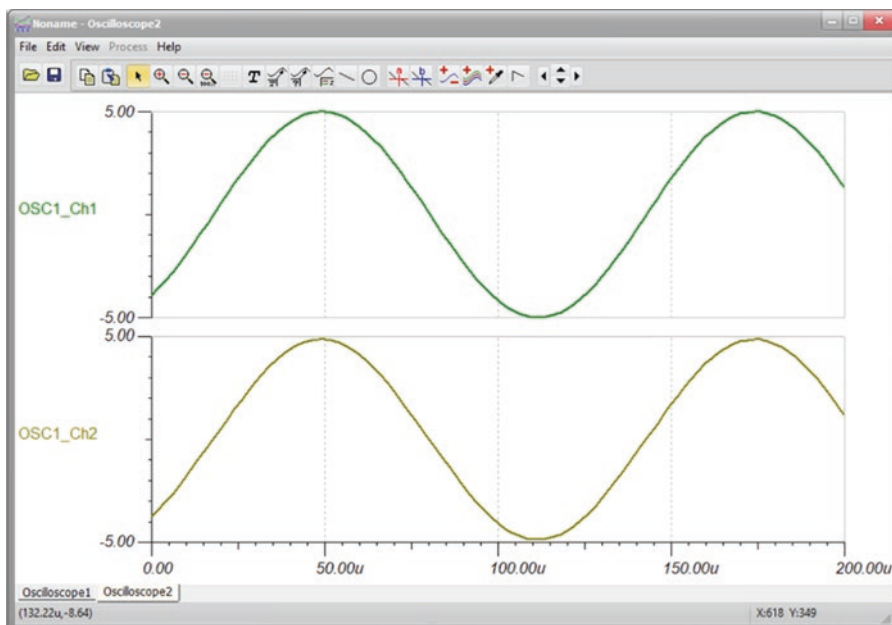 Noname - Oscilloscope2
File Edit View Process Help
T
5.00
OSC1_Ch1
-5.00
5.00
OSC1_Ch2
-5.00
0.00 50.00u 100.00u 150.00u 200.00u
Oscilloscope1 Oscilloscope2
(132.22u,-8.64) X:618 Y:349